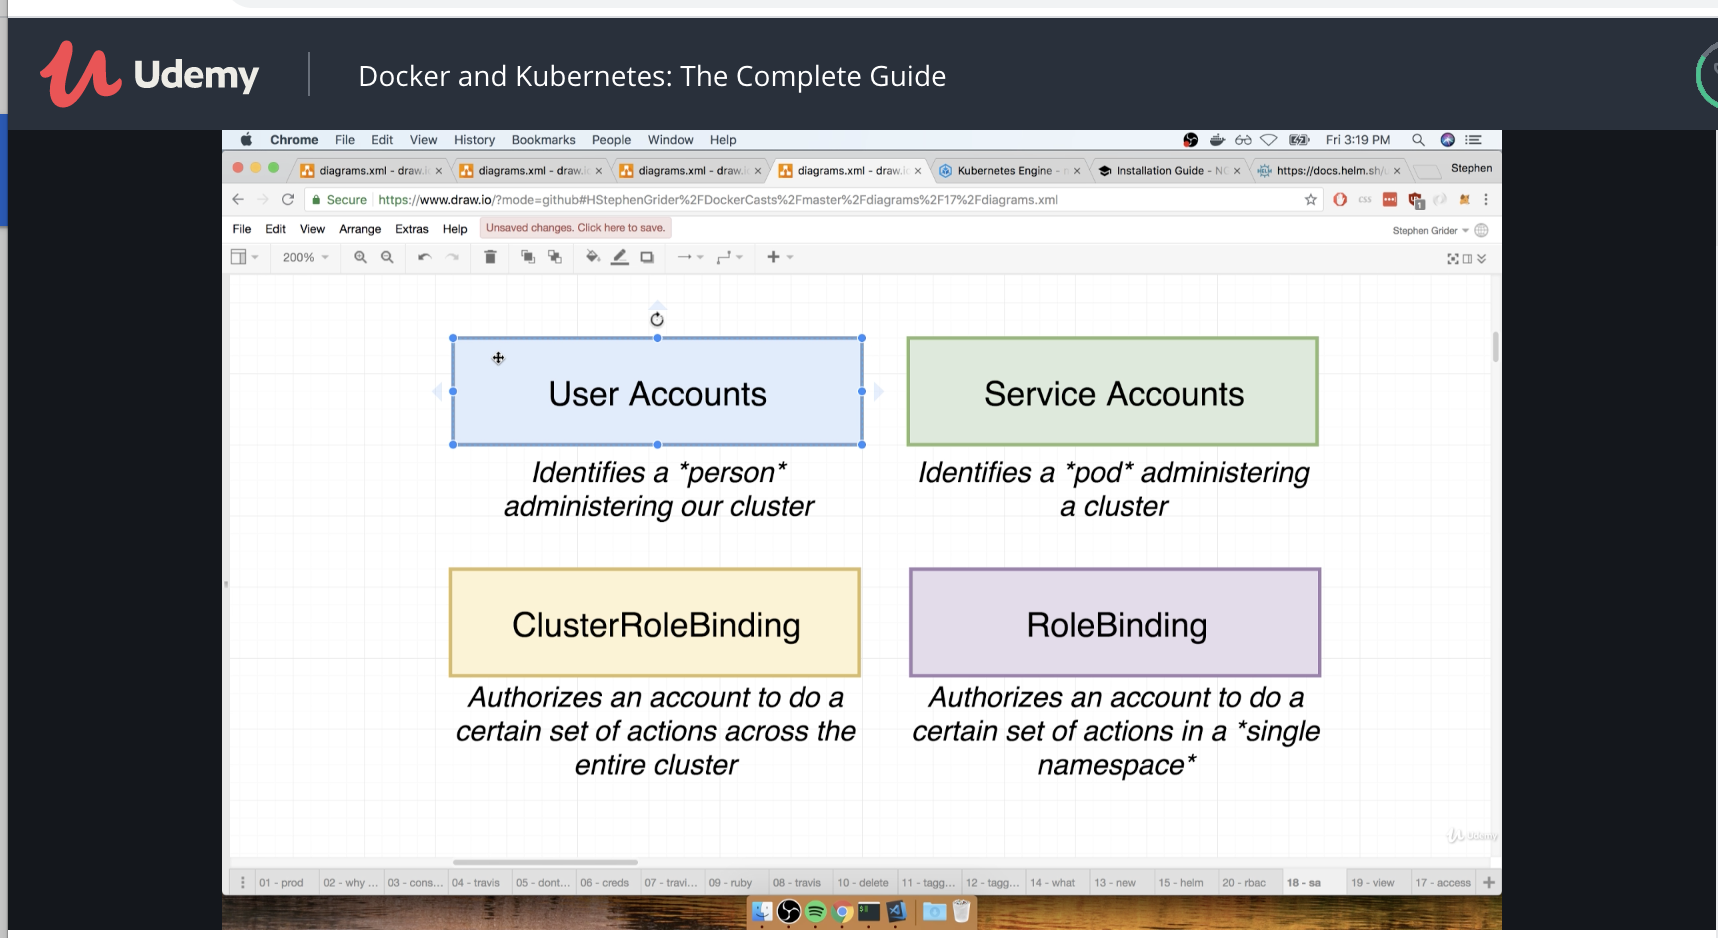 Udemy
Docker and Kubernetes: The Complete Guide
Chrome File Edit View History Bookmarks People Window Help Fri 3:19 PM
diagrams.xml - draw.i
diagrams.xml - draw.i
diagrams.xml - draw.i
diagrams.xml - draw.i
Kubernetes Engine -
Installation Guide - NG
https://docs.helm.sh/
Stephen
Secure https://www.draw.io/?mode=github#HStephenGrider%2FDockerCasts%2Fmaster%2Fdiagrams%2F17%2Fdiagrams.xml
File Edit View Arrange Extras Help Unsaved changes. Click here to save. Stephen Grider
200%
User Accounts
Identifies a *person*
administering our cluster
Service Accounts
Identifies a *pod* administering
a cluster
ClusterRoleBinding
Authorizes an account to do a
certain set of actions across the
entire cluster
RoleBinding
Authorizes an account to do a
certain set of actions in a *single
namespace*
Udemy
01 - prod 02 - why ... 03 - cons... 04 - travis 05 - dont... 06 - creds 07 - travi... 09 - ruby 08 - travis 10 - delete 11 - tagg... 12 - tagg... 14 - what 13 - new 15 - helm 20 - rbac 18 - sa 19 - view 17 - access